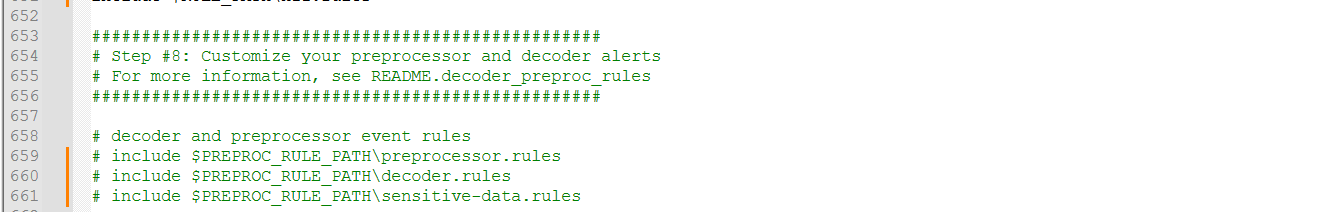 652
653 ###################################################
654 # Step #8: Customize your preprocessor and decoder alerts
655 # For more information, see README.decoder_preproc_rules
656 ###################################################
657
658 # decoder and preprocessor event rules
659 # include $PREPROC_RULE_PATH\preprocessor.rules
660 # include $PREPROC_RULE_PATH\decoder.rules
661 # include $PREPROC_RULE_PATH\sensitive-data.rules